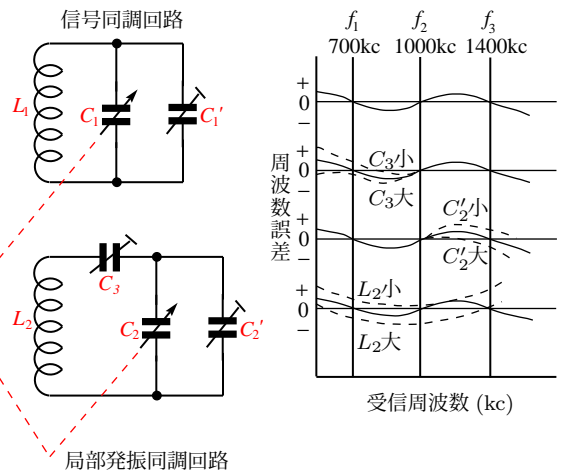 信号同調回路
L1
C1
C1′
C3
L2
C2
C2′
局部発振同調回路
f1 f2 f3
700kc 1000kc 1400kc
周波数誤差
+
0
−
+
0
−
C3小
C3大
+
0
−
C′2小
C′2大
+
0
−
L2小
L2大
受信周波数 (kc)